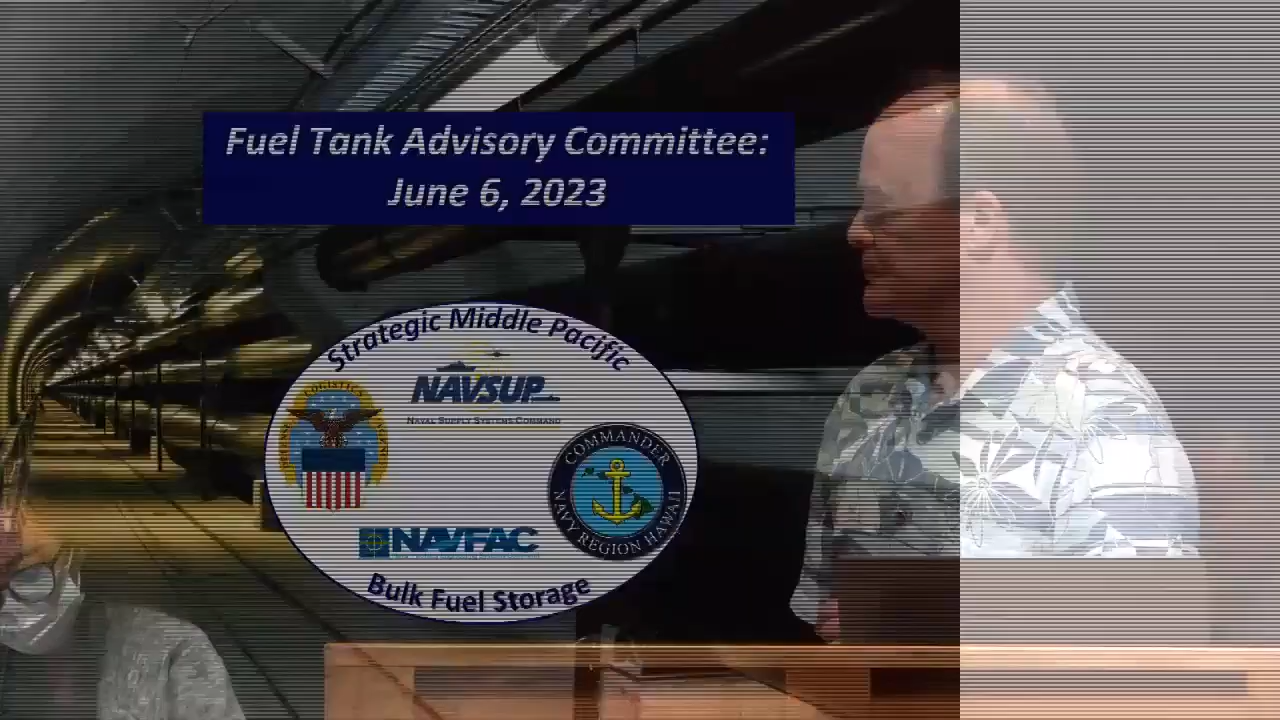 Fuel Tank Advisory Committee:
June 6, 2023
Strategic Middle Pacific
LOGISTICS
NAVSUP
NAVAL SUPPLY SYSTEMS COMMAND
COMMANDER
NAVY REGION HAWAII
NAVFAC
Bulk Fuel Storage